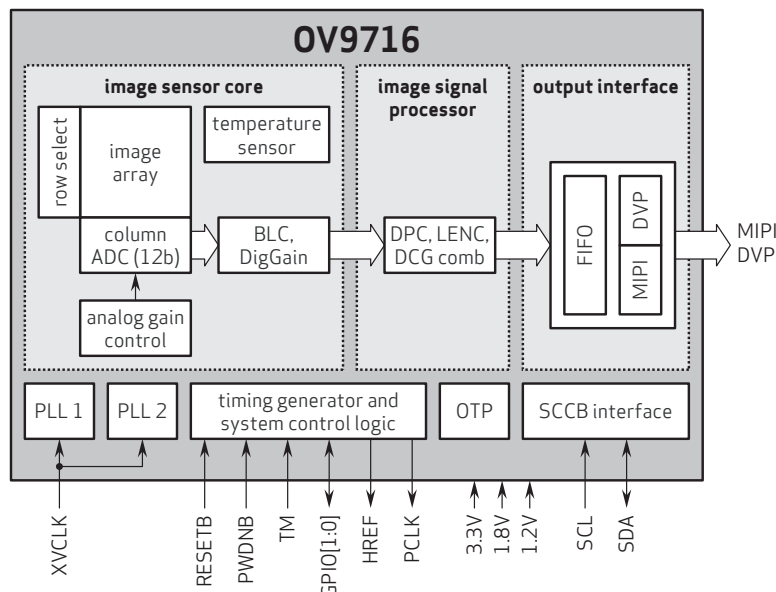 OV9716
image sensor core
image signal
processor
output interface
row select
image
array
temperature
sensor
column
ADC (12b)
BLC,
DigGain
DPC, LENC,
DCG comb
FIFO
DVP
MIPI
MIPI
DVP
analog gain
control
PLL 1
PLL 2
timing generator and
system control logic
OTP
SCCB interface
XVCLK
RESETB
PWDNB
TM
GPIO[1:0]
HREF
PCLK
3.3V
1.8V
1.2V
SCL
SDA